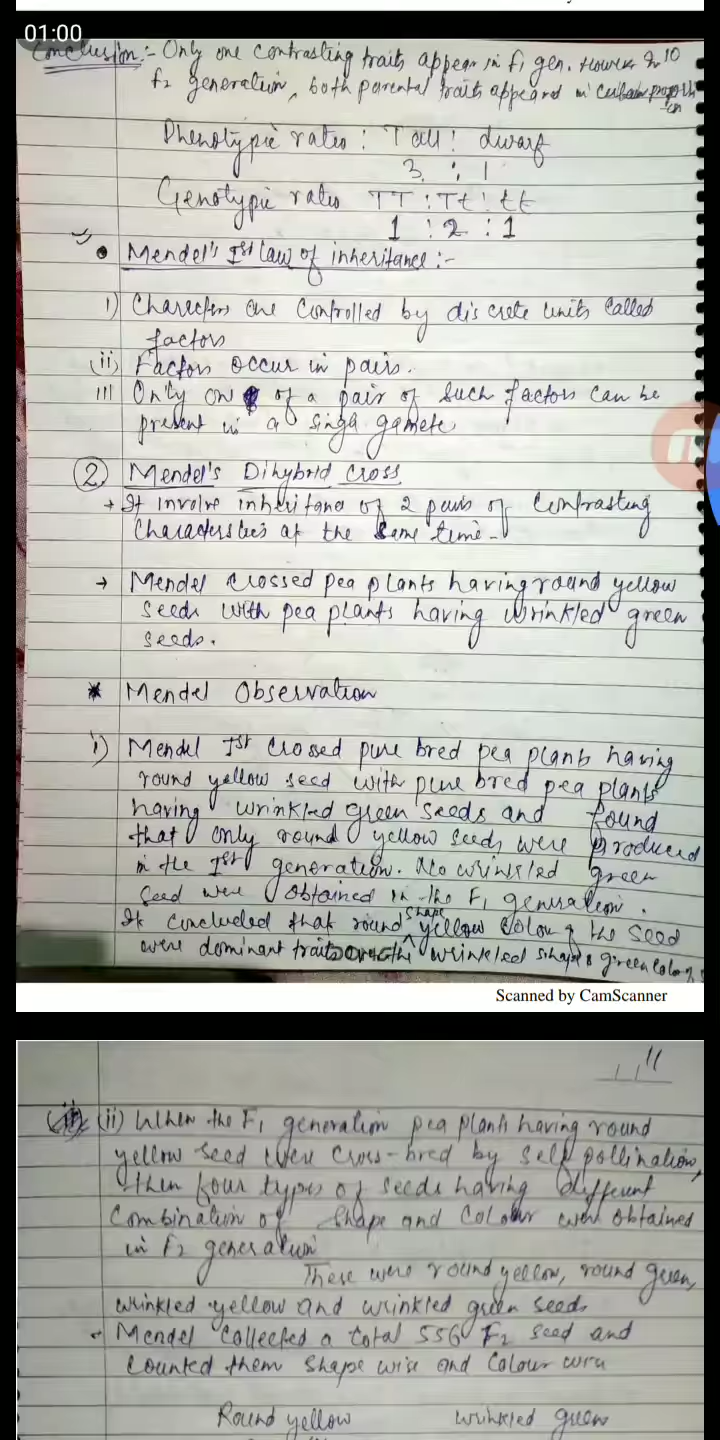 01:00
Conclusion:- Only one contrasting traits appear in f1 gen. However In
10
f2 generation, both parental traits appeared in certain proporti
on
Phenotypic ratio : Tall : dwarf
3 : 1
Genotypic ratio TT : Tt : tt
1 : 2 : 1
• Mendel's Ist law of inheritance :-
i) Characters are Controlled by discrete units Called
factors
(ii) Factors occur in pairs.
III Only one of a pair of such factors can be
present in a single gamete
(2) Mendel's Dihybrid cross
→ It involve inheritane of 2 pairs of contrasting
Characteristics at the same time.
→ Mendel crossed pea plants having round yellow
seeds with pea plants having wrinkled green
seeds.
* Mendel Observation
i) Mendel Ist crossed pure bred pea plants having
round yellow seed with pure bred pea plants
having wrinkled green seeds and found
that only round yellow seeds were produced
in the Ist generation. No wrinkled green
seed were obtained in the F1 generation.
It concluded that round shape yellow colour of the seed
were dominant traits over the wrinkled shape & green colour
Scanned by CamScanner
11
(ii) When the F1 generation pea plants having round
yellow seed were cross-bred by self pollination,
then four types of seeds having different
Combination of shape and Colour were obtained
in F2 generation
These were round yellow, round green,
wrinkled yellow and wrinkled green seeds
Mendel collected a total 556 F2 seed and
counted them shape wise and Colour
Round yellow wrinkled green